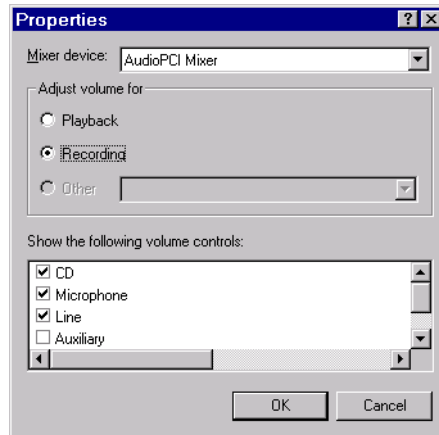 Properties
Mixer device: AudioPCI Mixer
Adjust volume for
Playback
Recording
Other
Show the following volume controls:
CD
Microphone
Line
Auxiliary
OK Cancel